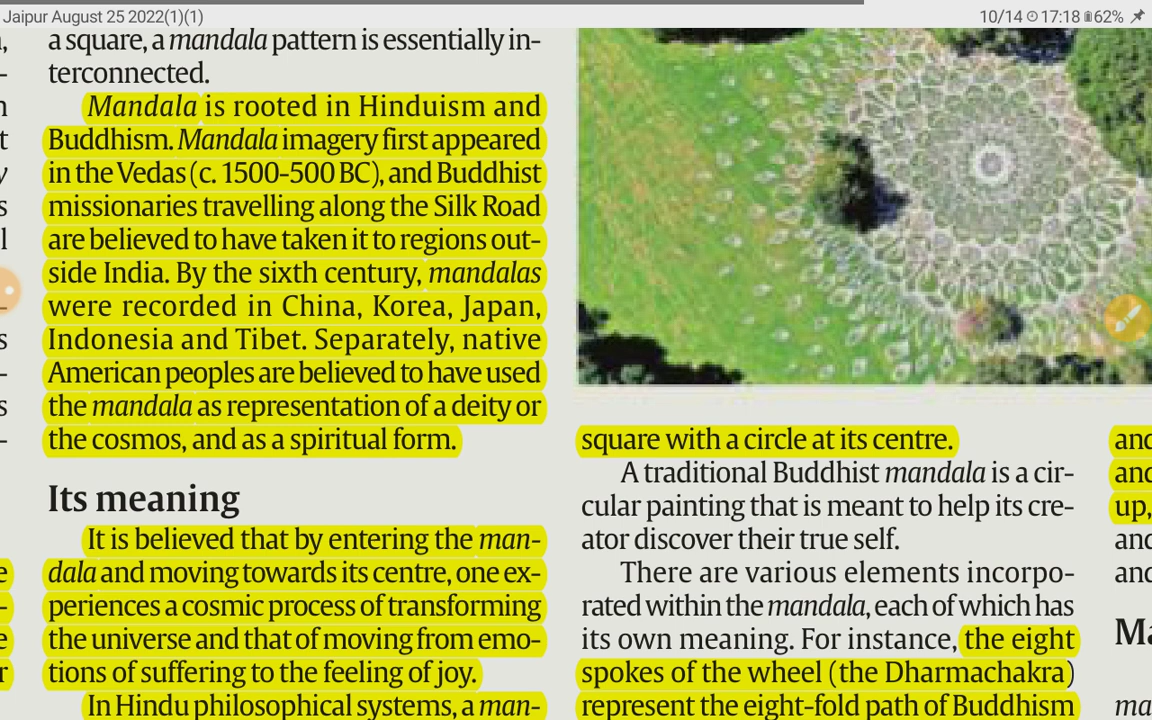 Jaipur August 25 2022(1)(1)
10/14 17:18 62%
a square, a mandala pattern is essentially in-
terconnected.
Mandala is rooted in Hinduism and
Buddhism. Mandala imagery first appeared
in the Vedas (c. 1500-500 BC), and Buddhist
missionaries travelling along the Silk Road
are believed to have taken it to regions out-
side India. By the sixth century, mandalas
were recorded in China, Korea, Japan,
Indonesia and Tibet. Separately, native
American peoples are believed to have used
the mandala as representation of a deity or
the cosmos, and as a spiritual form.
Its meaning
It is believed that by entering the man-
dala and moving towards its centre, one ex-
periences a cosmic process of transforming
the universe and that of moving from emo-
tions of suffering to the feeling of joy.
In Hindu philosophical systems, a man-
square with a circle at its centre.
A traditional Buddhist mandala is a cir-
cular painting that is meant to help its cre-
ator discover their true self.
There are various elements incorpo-
rated within the mandala, each of which has
its own meaning. For instance, the eight
spokes of the wheel (the Dharmachakra)
represent the eight-fold path of Buddhism
and
and
up,
and
and